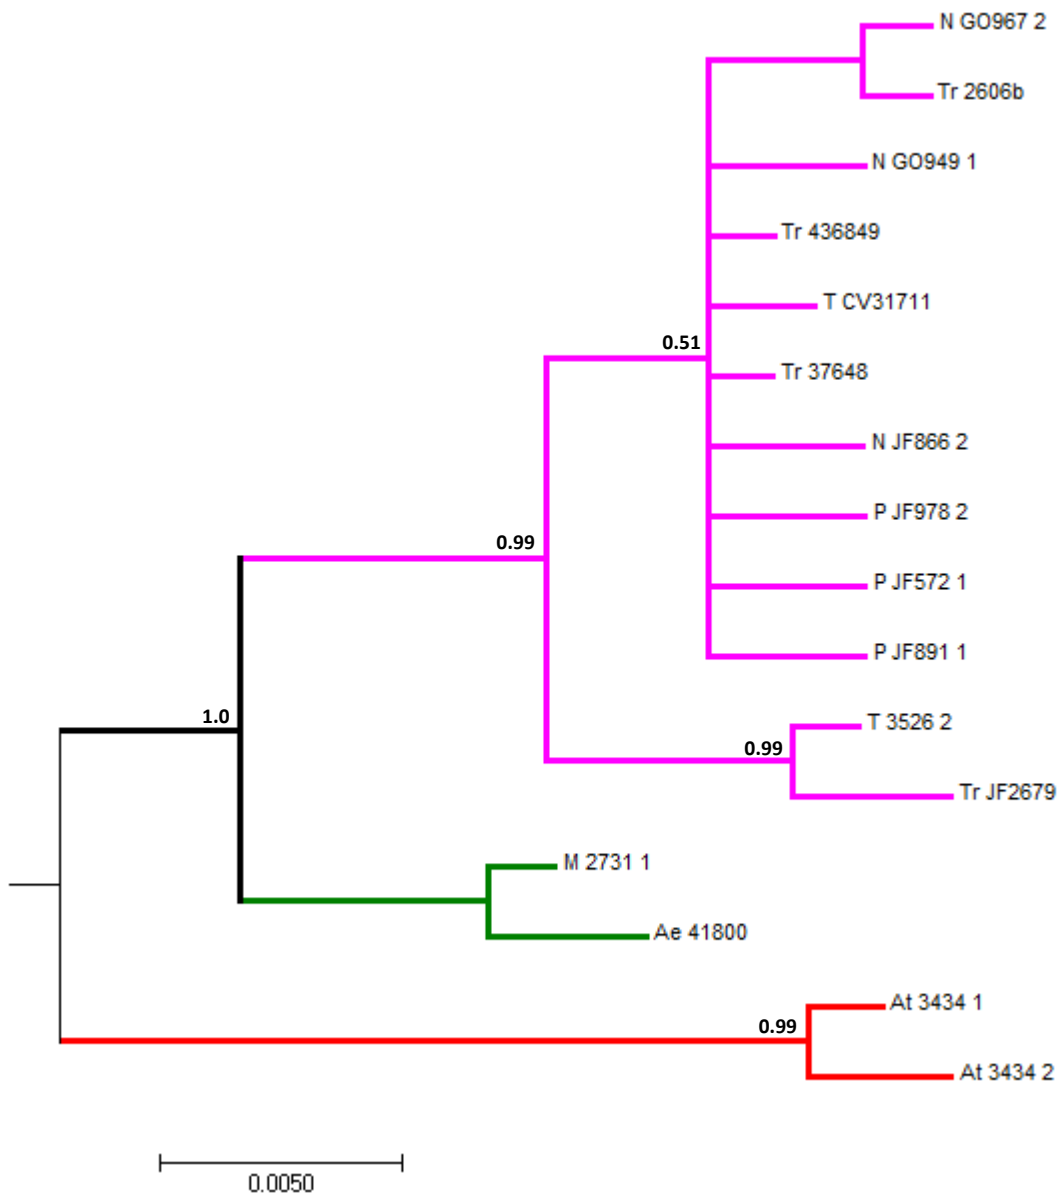 N GO967 2
Tr 2606b
N GO949 1
Tr 436849
T CV31711
0.51
Tr 37648
N JF866 2
P JF978 2
0.99
P JF572 1
P JF891 1
1.0
T 3526 2
0.99
Tr JF2679
M 2731 1
Ae 41800
At 3434 1
0.99
At 3434 2
0.0050